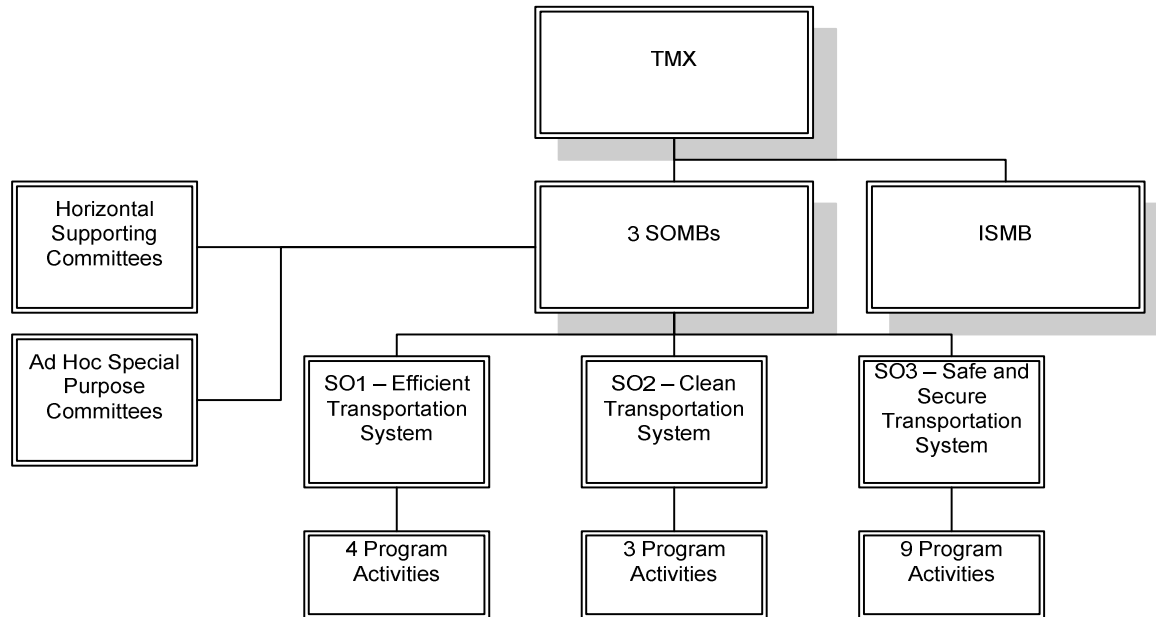 TMX
Horizontal
Supporting
Committees
3 SOMBs
ISMB
Ad Hoc Special
Purpose
Committees
SO1 – Efficient
Transportation
System
SO2 – Clean
Transportation
System
SO3 – Safe and
Secure
Transportation
System
4 Program
Activities
3 Program
Activities
9 Program
Activities